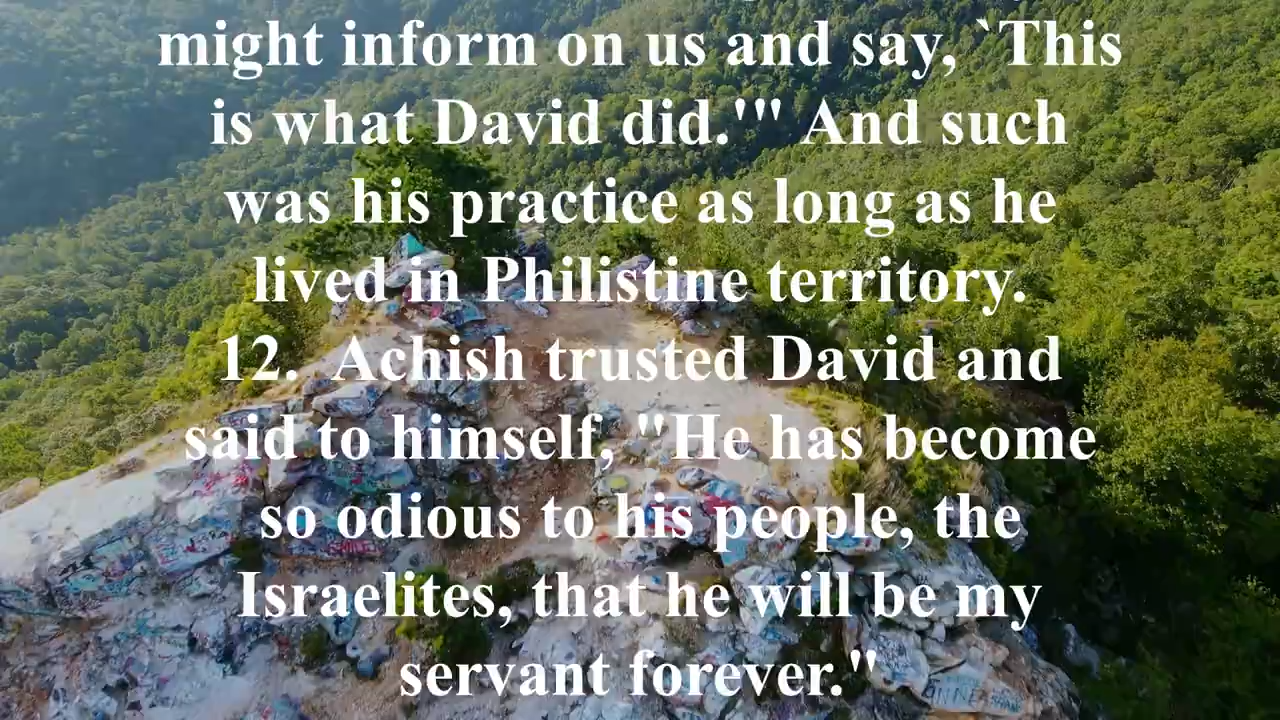 might inform on us and say, `This
is what David did.'" And such
was his practice as long as he
lived in Philistine territory.
12. Achish trusted David and
said to himself, "He has become
so odious to his people, the
Israelites, that he will be my
servant forever."